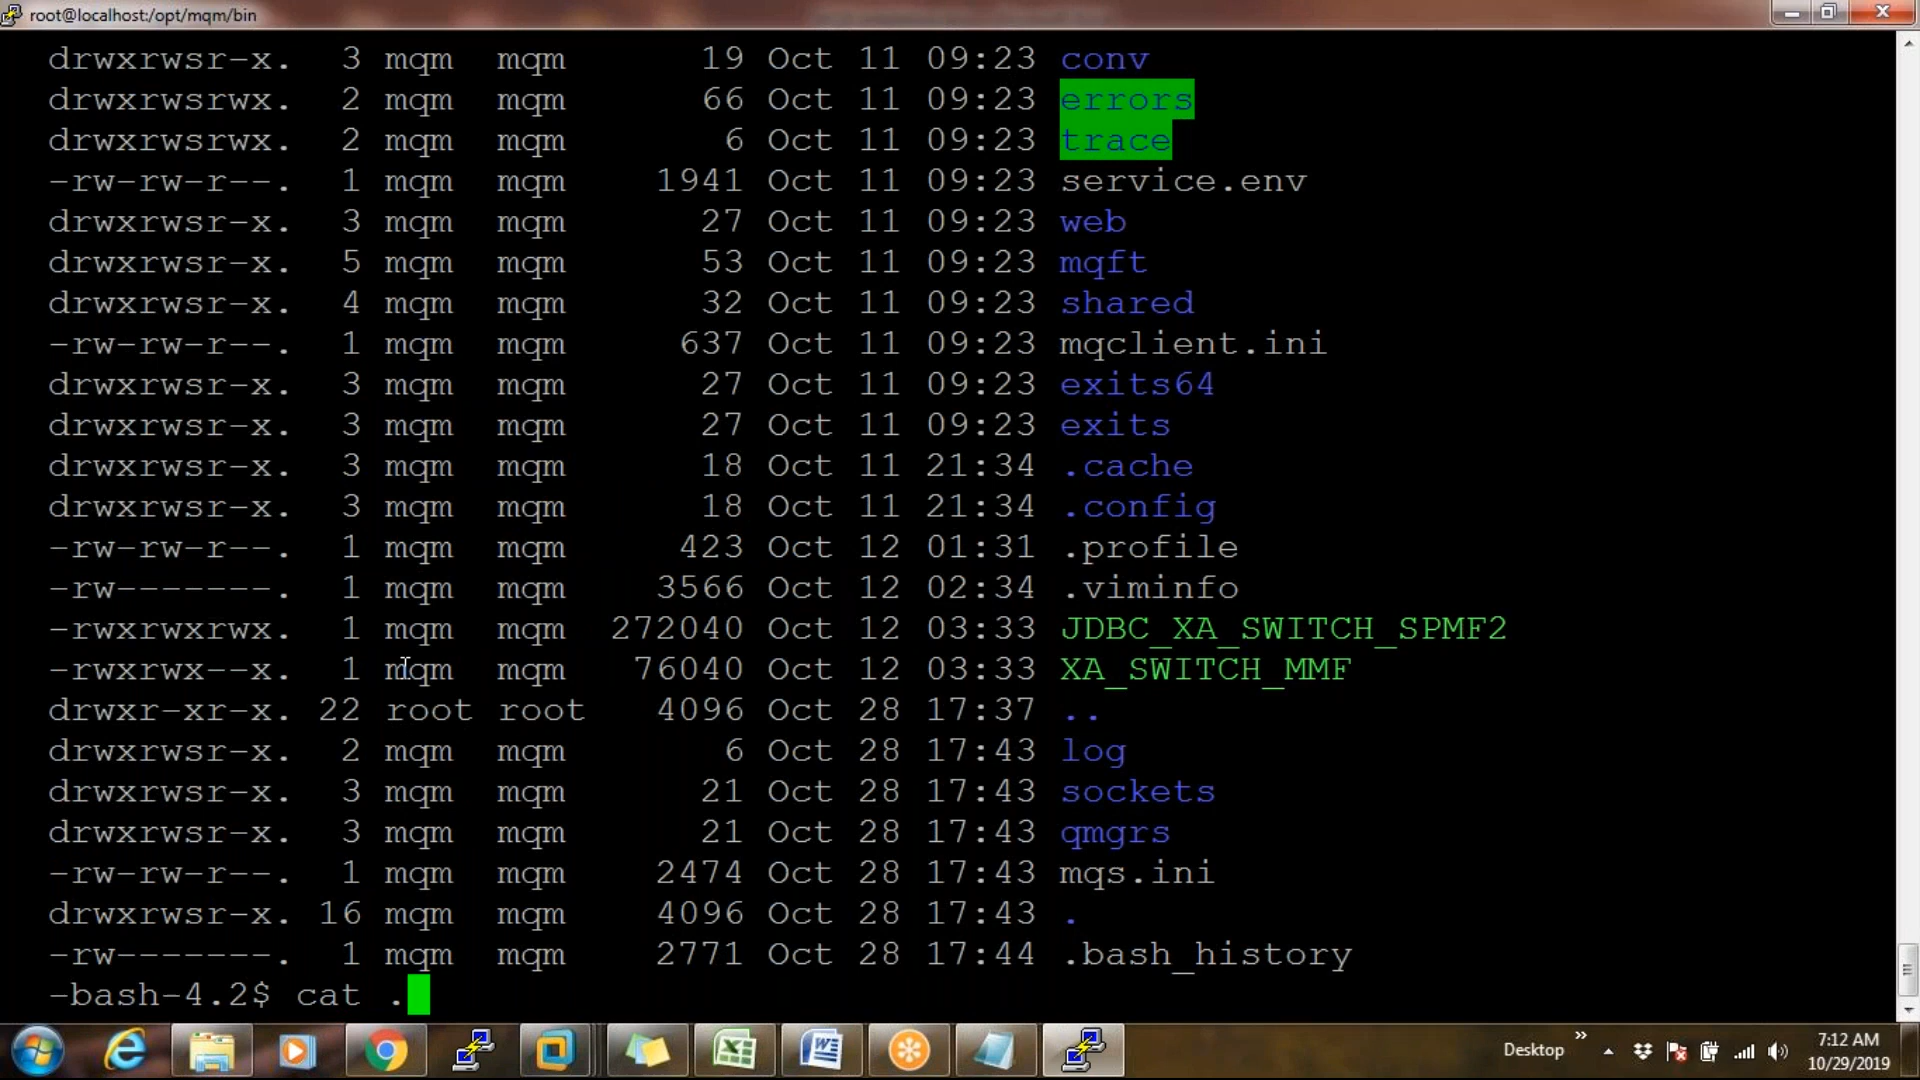 root@localhost:/opt/mqm/bin
drwxrwsr-x. 3 mqm mqm 19 Oct 11 09:23 conv
drwxrwsrwx. 2 mqm mqm 66 Oct 11 09:23 errors
drwxrwsrwx. 2 mqm mqm 6 Oct 11 09:23 trace
-rw-rw-r--. 1 mqm mqm 1941 Oct 11 09:23 service.env
drwxrwsr-x. 3 mqm mqm 27 Oct 11 09:23 web
drwxrwsr-x. 5 mqm mqm 53 Oct 11 09:23 mqft
drwxrwsr-x. 4 mqm mqm 32 Oct 11 09:23 shared
-rw-rw-r--. 1 mqm mqm 637 Oct 11 09:23 mqclient.ini
drwxrwsr-x. 3 mqm mqm 27 Oct 11 09:23 exits64
drwxrwsr-x. 3 mqm mqm 27 Oct 11 09:23 exits
drwxrwsr-x. 3 mqm mqm 18 Oct 11 21:34 .cache
drwxrwsr-x. 3 mqm mqm 18 Oct 11 21:34 .config
-rw-rw-r--. 1 mqm mqm 423 Oct 12 01:31 .profile
-rw-------. 1 mqm mqm 3566 Oct 12 02:34 .viminfo
-rwxrwxrwx. 1 mqm mqm 272040 Oct 12 03:33 JDBC_XA_SWITCH_SPMF2
-rwxrwx--x. 1 mqm mqm 76040 Oct 12 03:33 XA_SWITCH_MMF
drwxr-xr-x. 22 root root 4096 Oct 28 17:37 ..
drwxrwsr-x. 2 mqm mqm 6 Oct 28 17:43 log
drwxrwsr-x. 3 mqm mqm 21 Oct 28 17:43 sockets
drwxrwsr-x. 3 mqm mqm 21 Oct 28 17:43 qmgrs
-rw-rw-r--. 1 mqm mqm 2474 Oct 28 17:43 mqs.ini
drwxrwsr-x. 16 mqm mqm 4096 Oct 28 17:43 .
-rw-------. 1 mqm mqm 2771 Oct 28 17:44 .bash_history
-bash-4.2$ cat .
Desktop
7:12 AM
10/29/2019